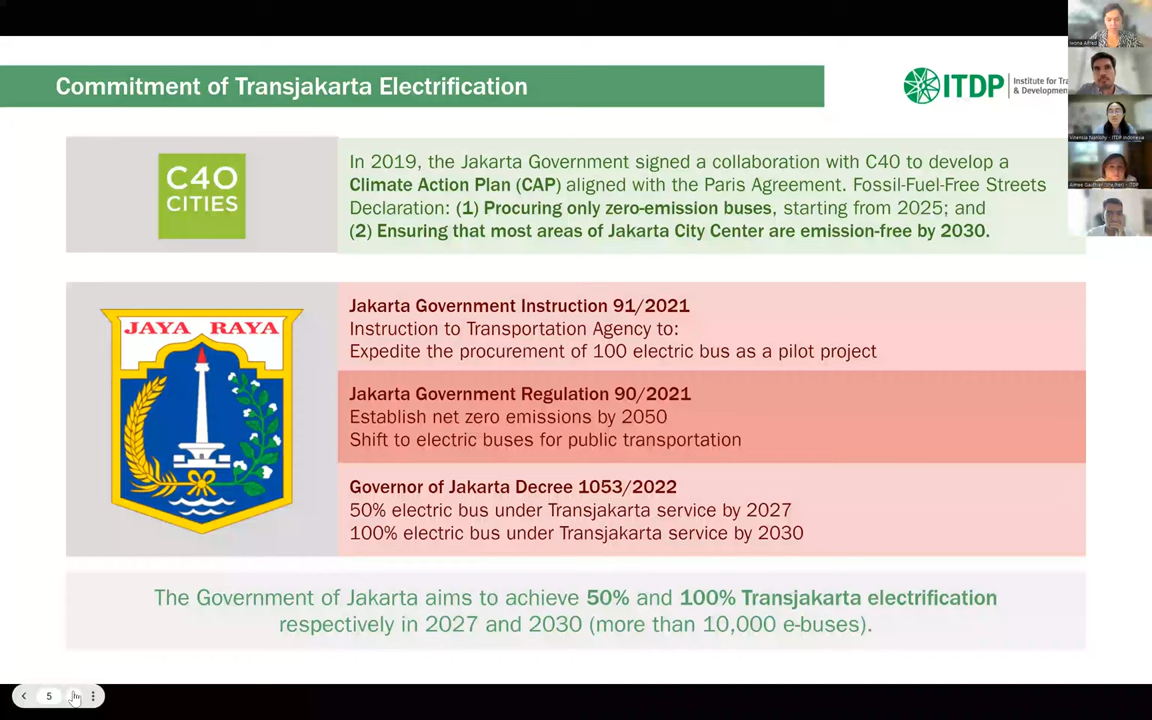 Commitment of Transjakarta Electrification
ITDP
Institute for Tra
& Developmen
C40
CITIES
In 2019, the Jakarta Government signed a collaboration with C40 to develop a
Climate Action Plan (CAP) aligned with the Paris Agreement. Fossil-Fuel-Free Streets
Declaration: (1) Procuring only zero-emission buses, starting from 2025; and
(2) Ensuring that most areas of Jakarta City Center are emission-free by 2030.
JAYA RAYA
Jakarta Government Instruction 91/2021
Instruction to Transportation Agency to:
Expedite the procurement of 100 electric bus as a pilot project
Jakarta Government Regulation 90/2021
Establish net zero emissions by 2050
Shift to electric buses for public transportation
Governor of Jakarta Decree 1053/2022
50% electric bus under Transjakarta service by 2027
100% electric bus under Transjakarta service by 2030
The Government of Jakarta aims to achieve 50% and 100% Transjakarta electrification
respectively in 2027 and 2030 (more than 10,000 e-buses).
5